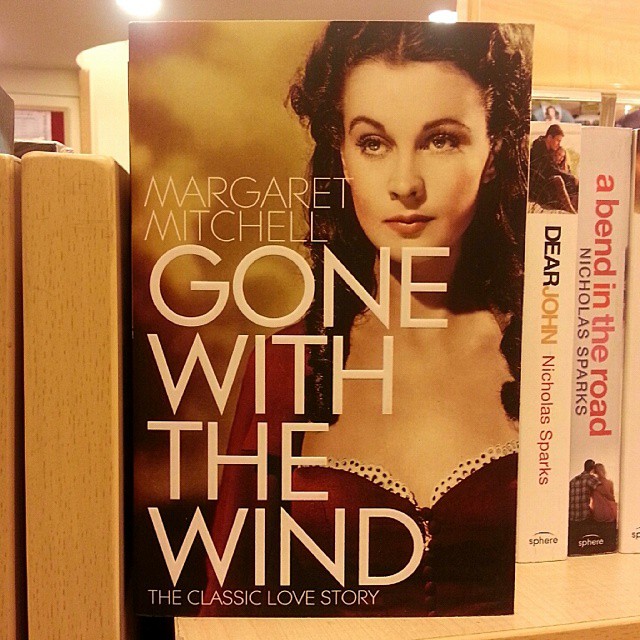 MARGARET
MITCHELL
GONE
WITH
THE
WIND
THE CLASSIC LOVE STORY
DEAR JOHN Nicholas Sparks
sphere
a bend in the road
NICHOLAS SPARKS
sphere
sp